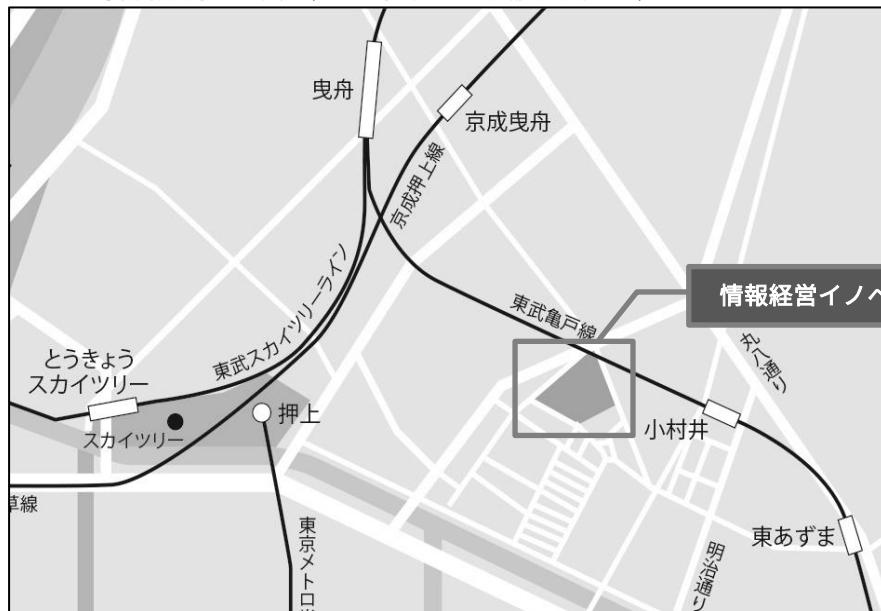 曳舟
京成曳舟
京成押上線
東武スカイツリーライン
東武亀戸線
情報経営イノベ
丸八通り
とうきょう
スカイツリー
スカイツリー
押上
小村井
草線
東京メトロ半
明治通り
東あずま